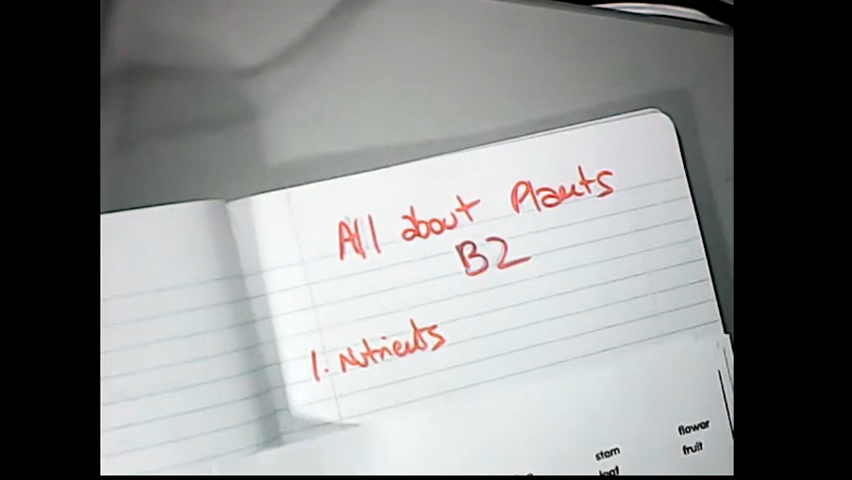 All about Plants
B2
1. Nutrients
stem flower
leaf fruit